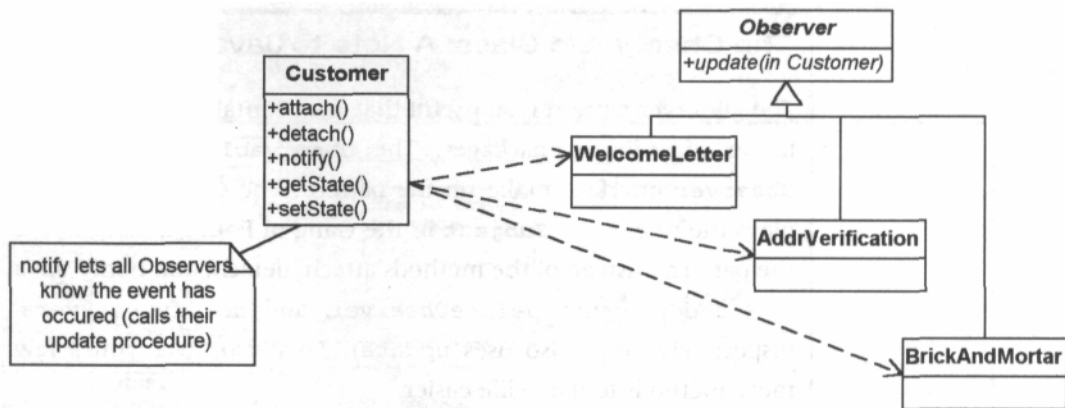 Observer
+update(in Customer)
Customer
+attach()
+detach()
+notify()
+getState()
+setState()
WelcomeLetter
AddrVerification
BrickAndMortar
notify lets all Observers
know the event has
occured (calls their
update procedure)